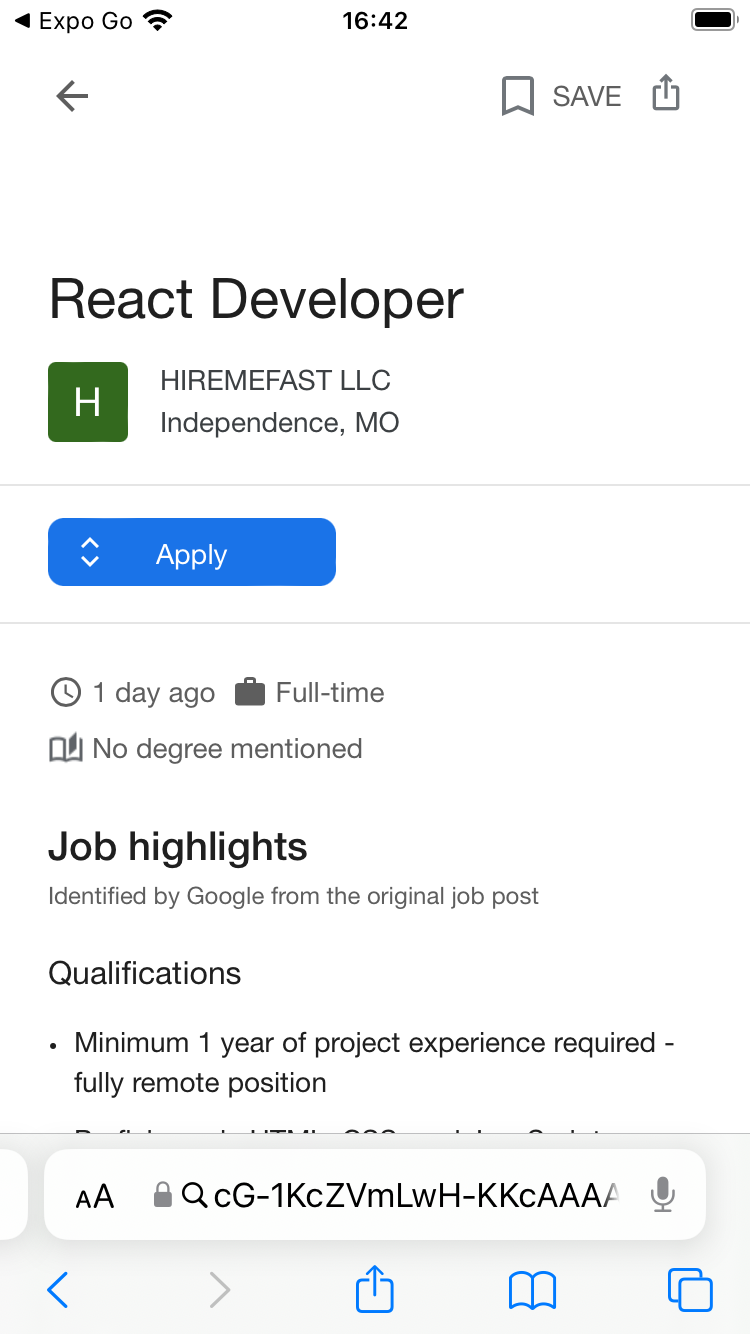 Expo Go
16:42
SAVE
React Developer
H
HIREMEFAST LLC
Independence, MO
Apply
1 day ago Full-time
No degree mentioned
Job highlights
Identified by Google from the original job post
Qualifications
• Minimum 1 year of project experience required -
fully remote position
AA cG-1KcZVmLwH-KKcAAAA